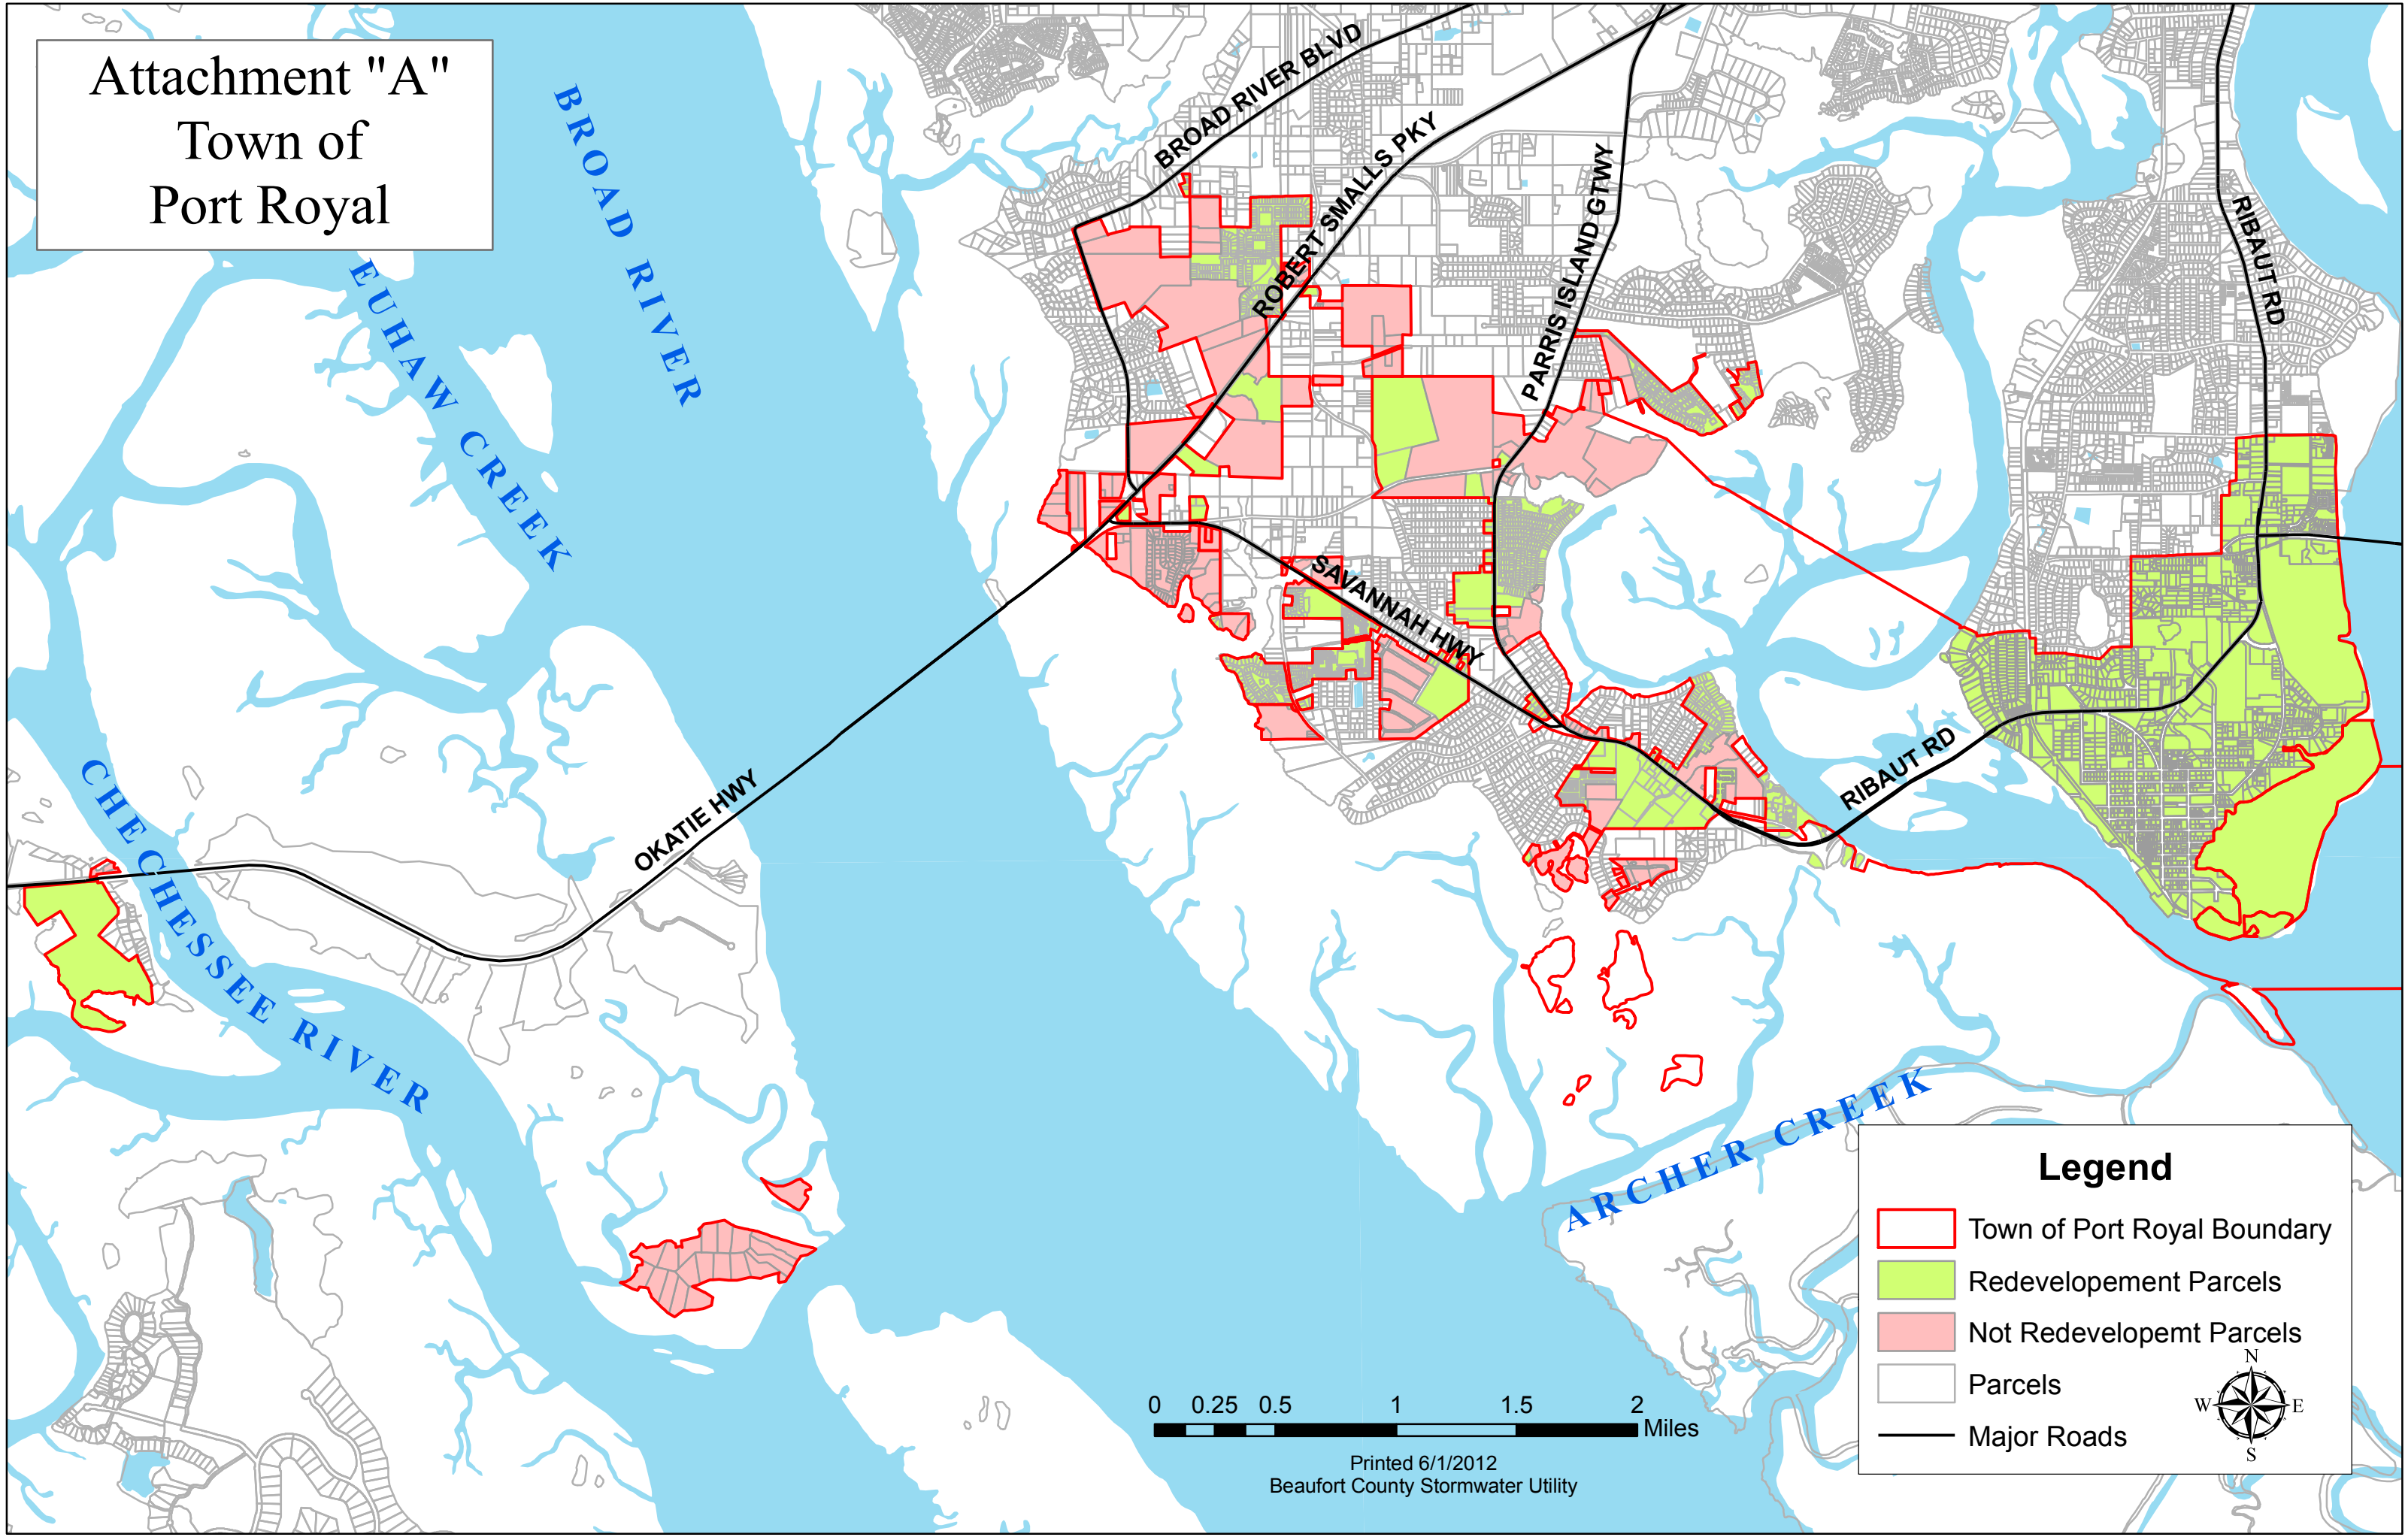 Attachment "A"
Town of
Port Royal
BROAD RIVER
EUHAW CREEK
CHECHESSEE RIVER
ARCHER CREEK
BROAD RIVER BLVD
ROBERT SMALLS PKY
PARRIS ISLAND GTWY
RIBAUT RD
SAVANNAH HWY
RIBAUT RD
OKATIE HWY
0 0.25 0.5 1 1.5 2
Miles
Printed 6/1/2012
Beaufort County Stormwater Utility
Legend
Town of Port Royal Boundary
Redevelopement Parcels
Not Redevelopemt Parcels
Parcels
Major Roads
N
W E
S